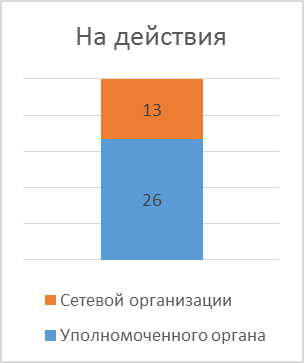 На действия
13
26
Сетевой организации
Уполномоченного органа